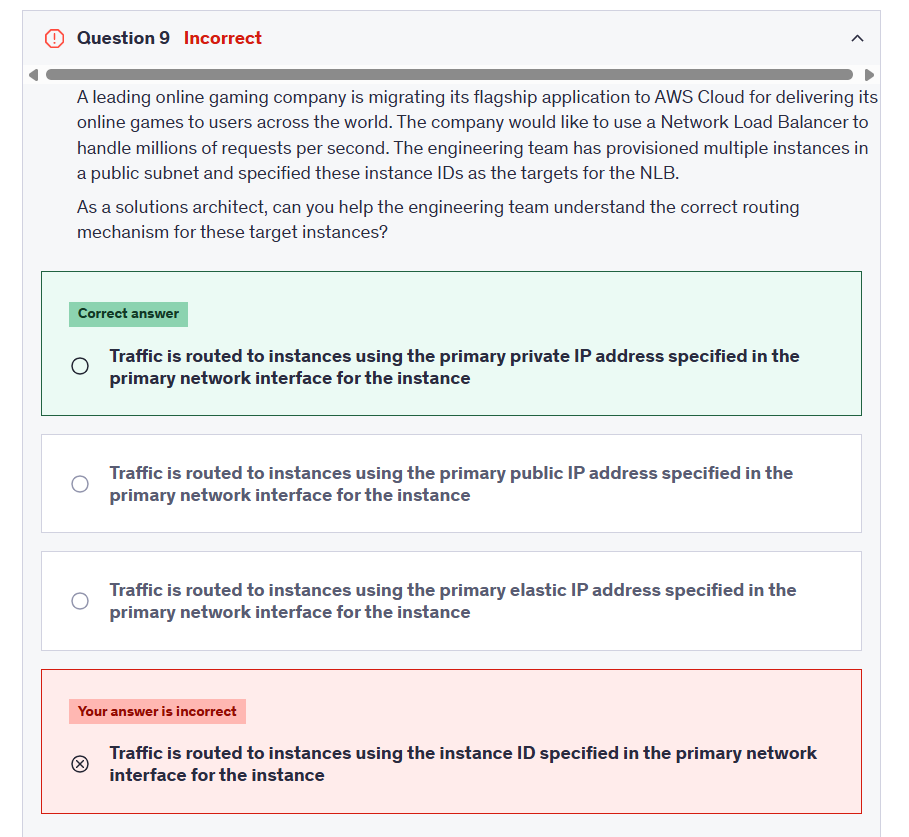 Question 9 Incorrect
A leading online gaming company is migrating its flagship application to AWS Cloud for delivering its
online games to users across the world. The company would like to use a Network Load Balancer to
handle millions of requests per second. The engineering team has provisioned multiple instances in
a public subnet and specified these instance IDs as the targets for the NLB.
As a solutions architect, can you help the engineering team understand the correct routing
mechanism for these target instances?
Correct answer
Traffic is routed to instances using the primary private IP address specified in the
primary network interface for the instance
Traffic is routed to instances using the primary public IP address specified in the
primary network interface for the instance
Traffic is routed to instances using the primary elastic IP address specified in the
primary network interface for the instance
Your answer is incorrect
Traffic is routed to instances using the instance ID specified in the primary network
interface for the instance